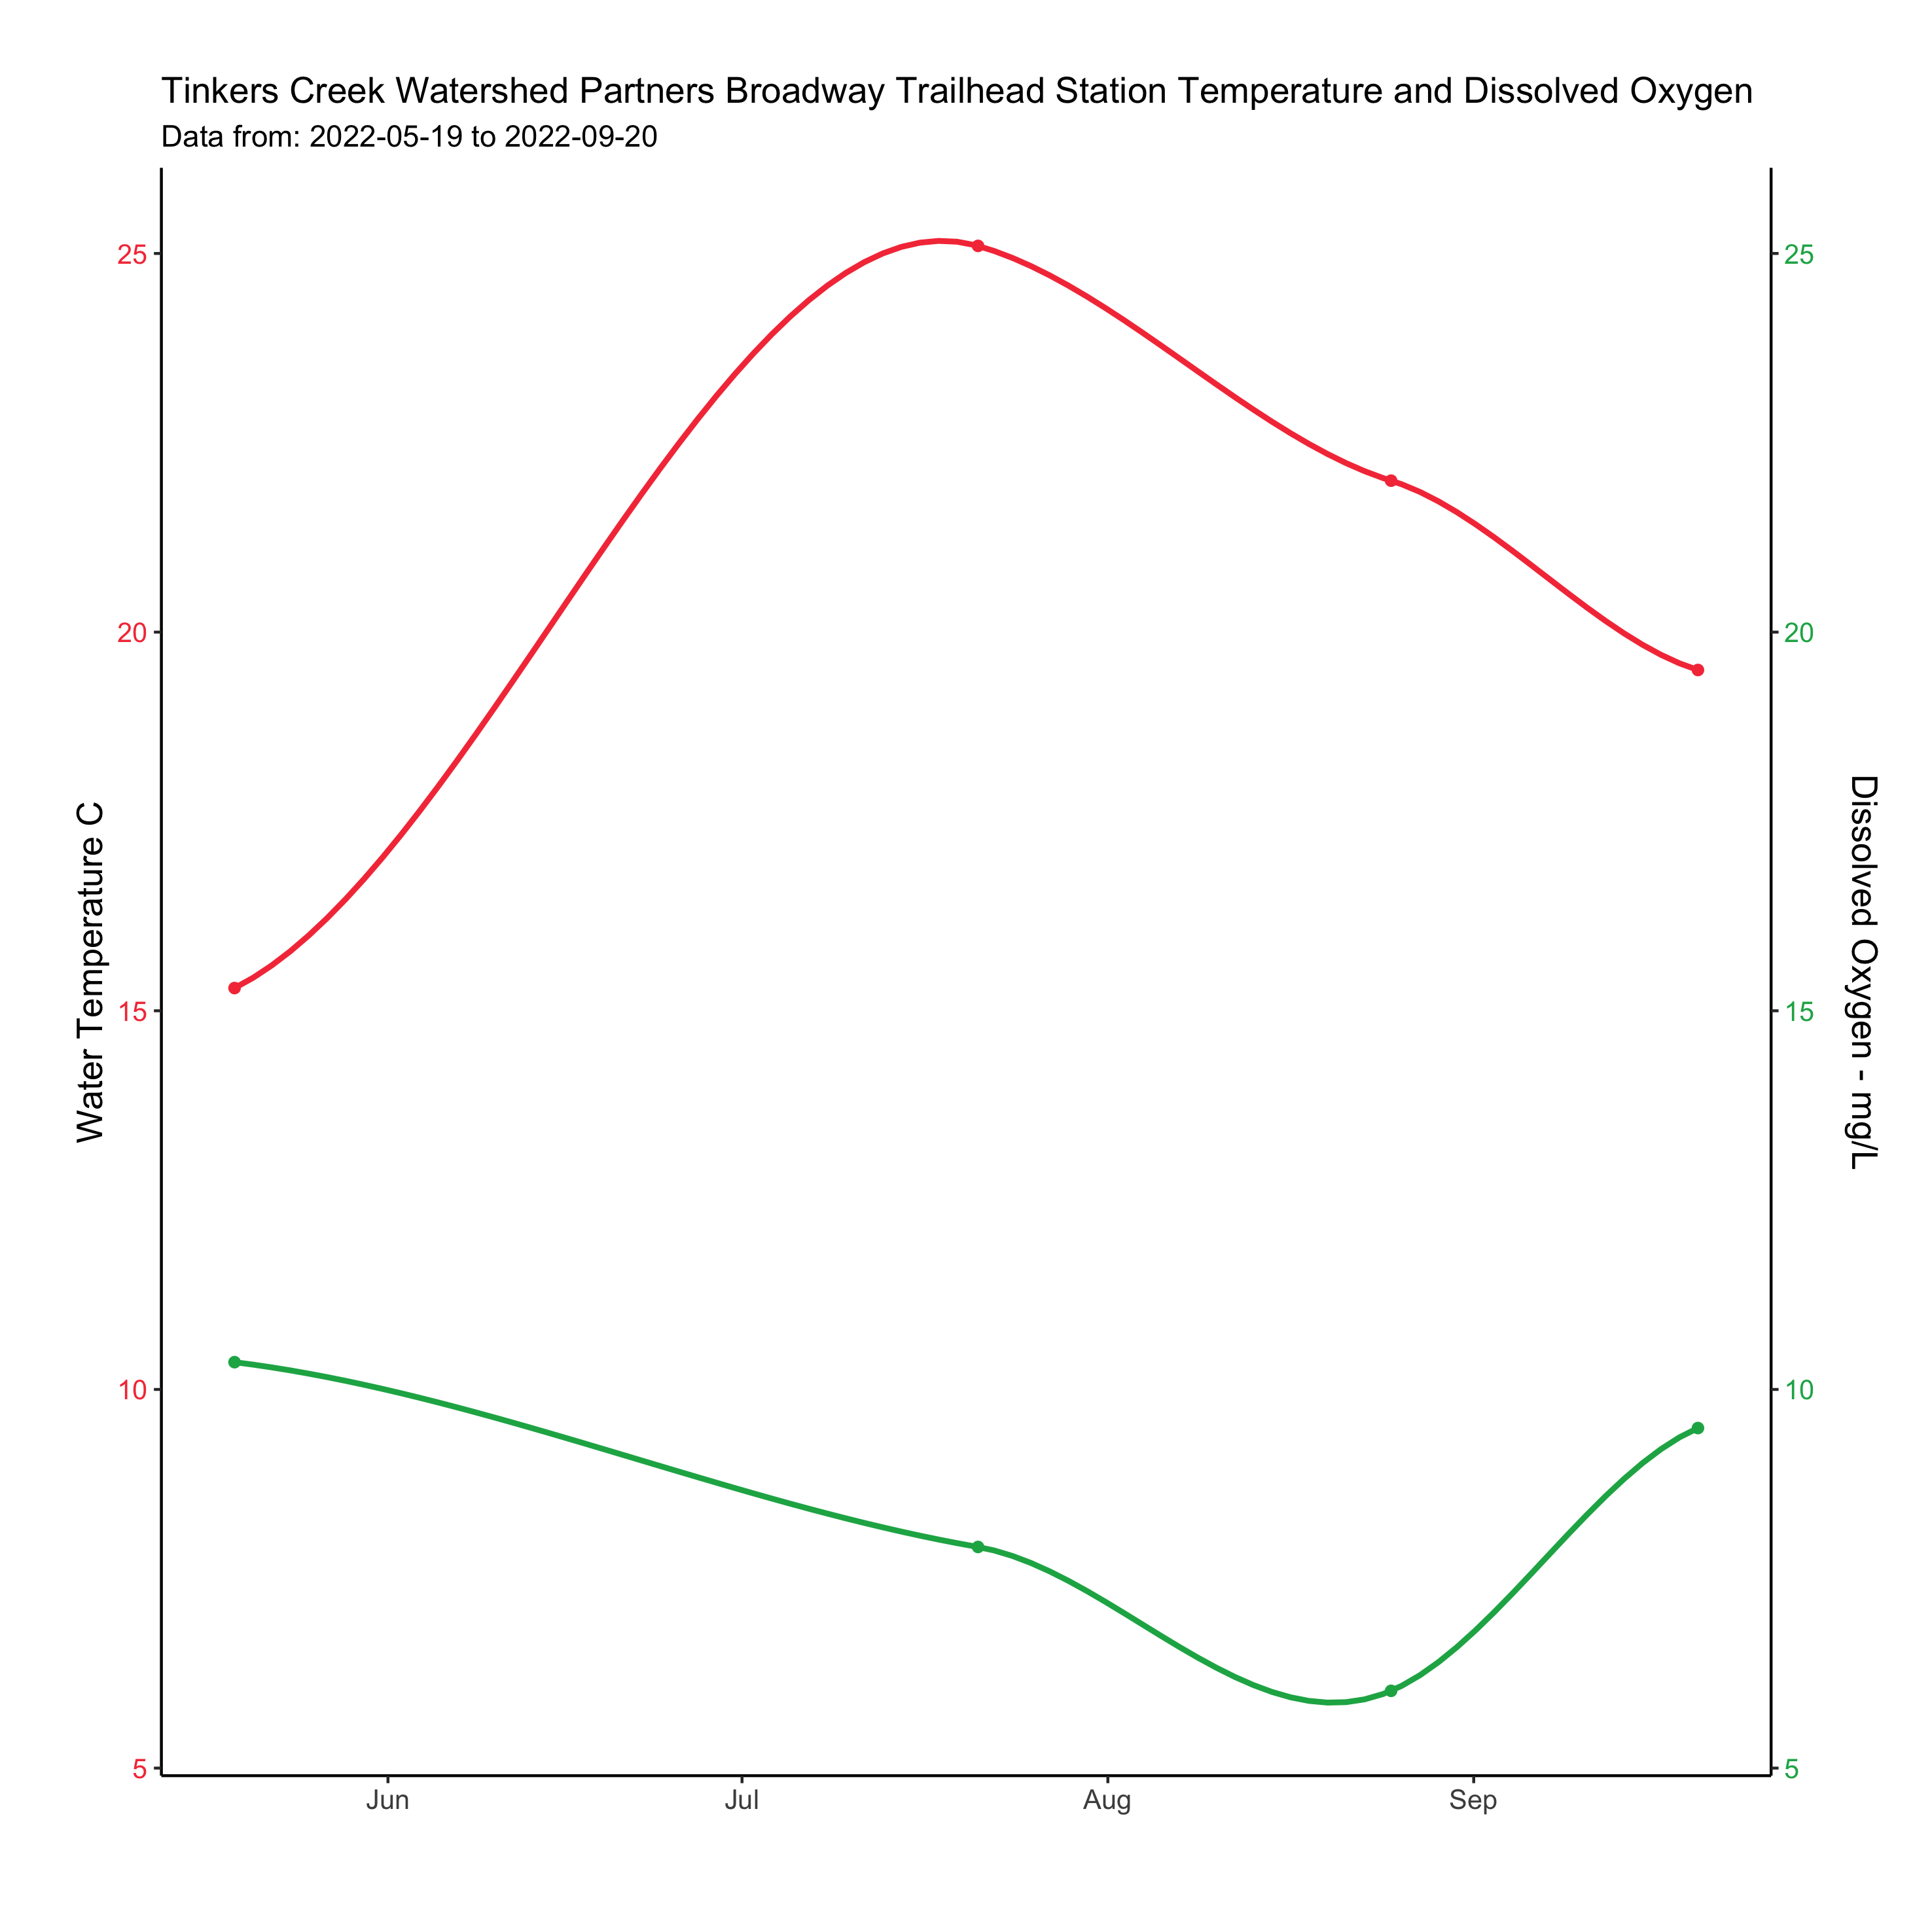 Tinkers Creek Watershed Partners Broadway Trailhead Station Temperature and Dissolved Oxygen
Data from: 2022-05-19 to 2022-09-20
Water Temperature C
25
20
15
10
5
25
20
15
10
5
Dissolved Oxygen - mg/L
Jun Jul Aug Sep